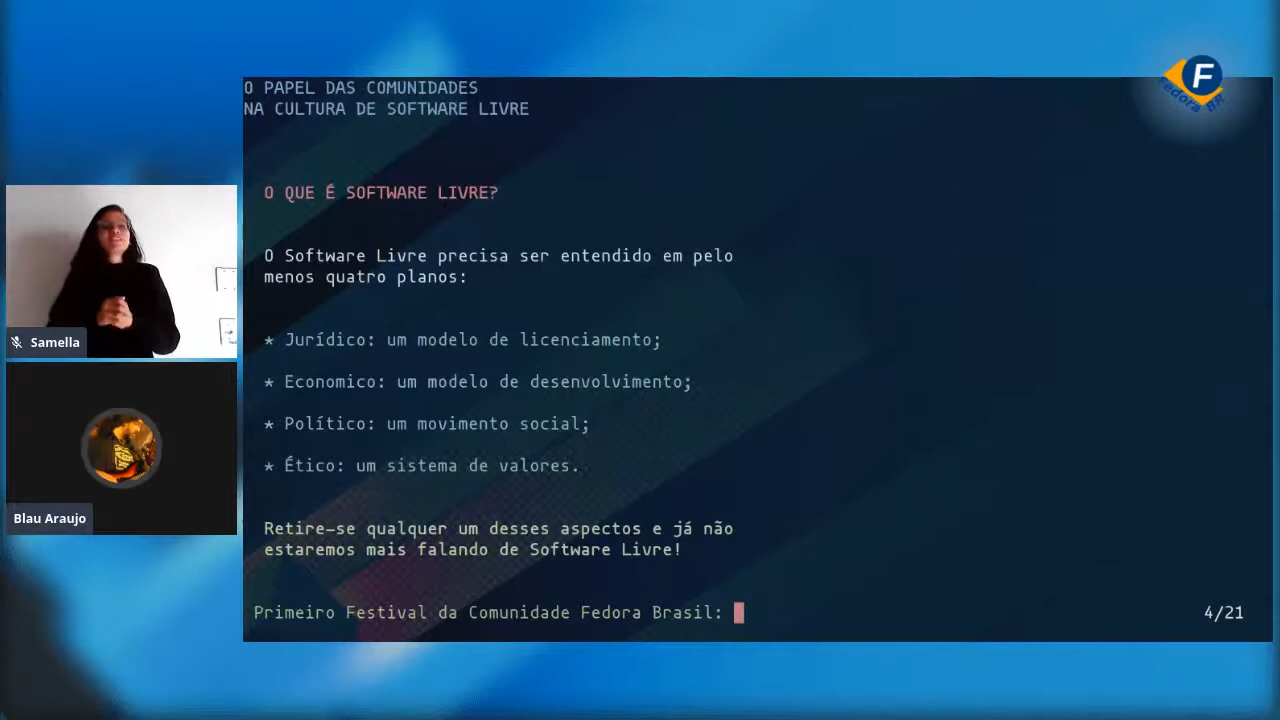 O PAPEL DAS COMUNIDADES
NA CULTURA DE SOFTWARE LIVRE
O QUE É SOFTWARE LIVRE?
O Software Livre precisa ser entendido em pelo
menos quatro planos:
* Jurídico: um modelo de licenciamento;
* Economico: um modelo de desenvolvimento;
* Político: um movimento social;
* Ético: um sistema de valores.
Retire-se qualquer um desses aspectos e já não
estaremos mais falando de Software Livre!
Primeiro Festival da Comunidade Fedora Brasil:
4/21
Samella
Blau Araujo
F
Fedora BR